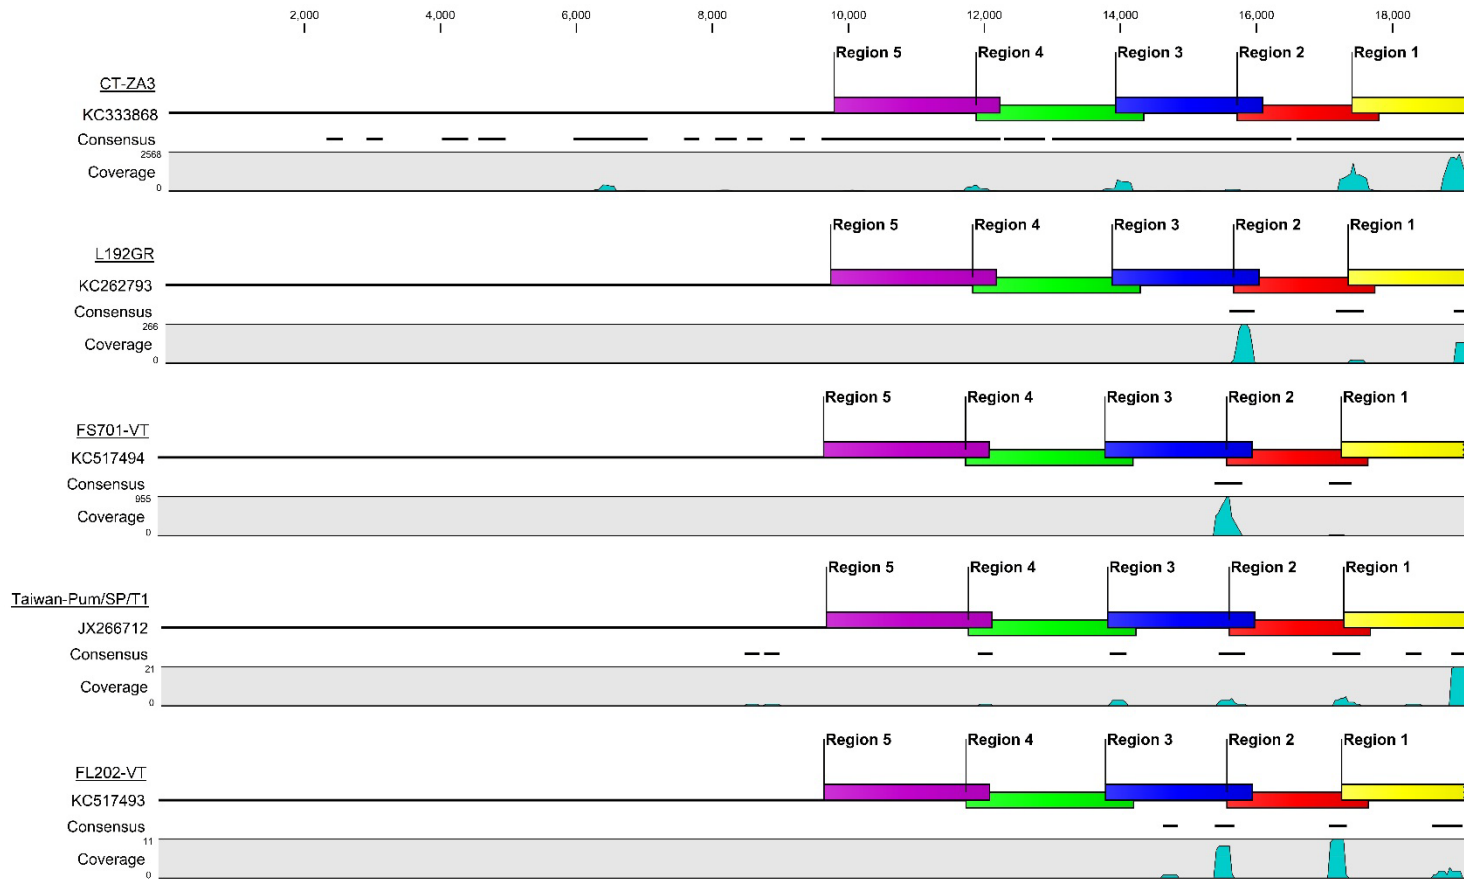 2,000 4,000 6,000 8,000 10,000 12,000 14,000 16,000 18,000
Region 5 Region 4 Region 3 Region 2 Region 1
CT-ZA3
KC333868
Consensus
2568
Coverage
0
Region 5 Region 4 Region 3 Region 2 Region 1
L192GR
KC262793
Consensus
266
Coverage
0
Region 5 Region 4 Region 3 Region 2 Region 1
FS701-VT
KC517494
Consensus
955
Coverage
0
Region 5 Region 4 Region 3 Region 2 Region 1
Taiwan-Pum/SP/T1
JX266712
Consensus
21
Coverage
0
Region 5 Region 4 Region 3 Region 2 Region 1
FL202-VT
KC517493
Consensus
11
Coverage
0